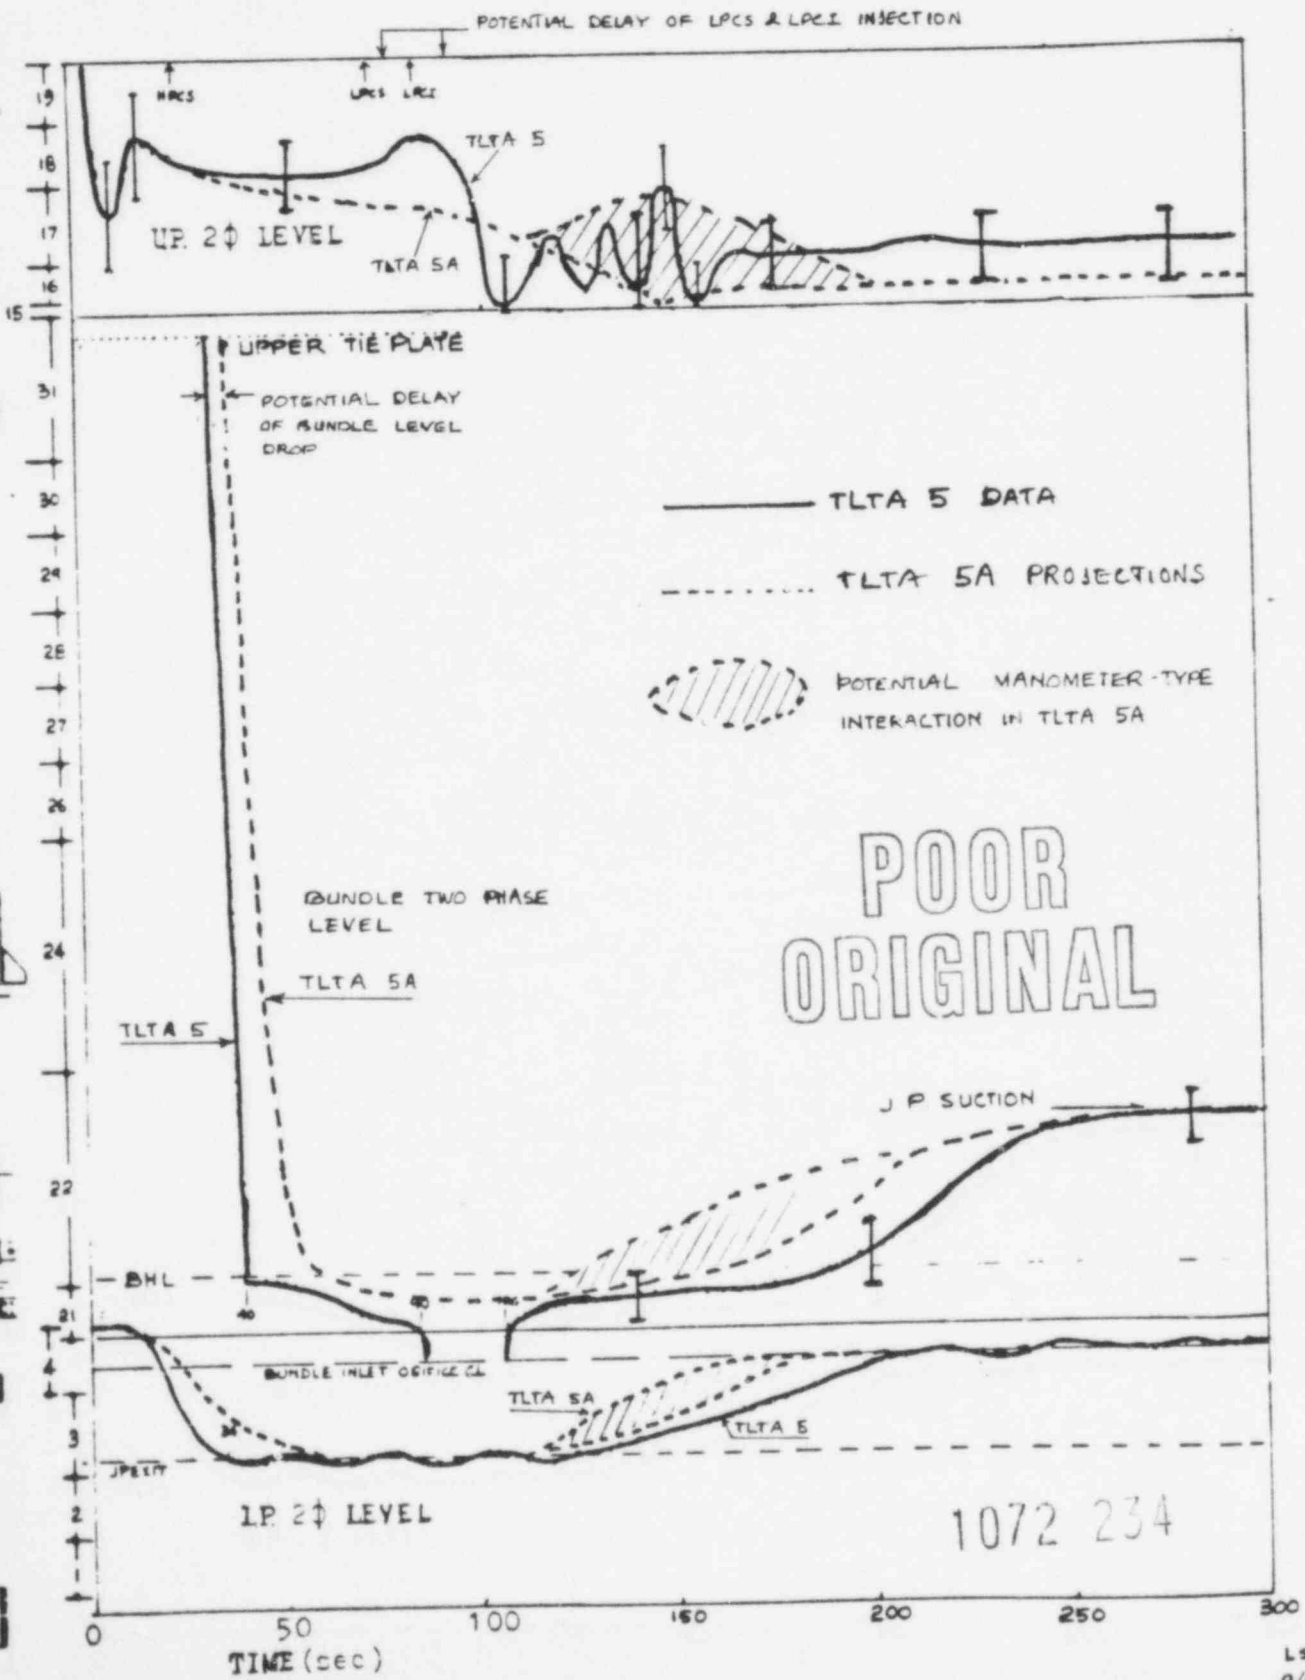 POTENTIAL DELAY OF LPCS & LPCI INJECTION
HPCS
LPCS
LPCI
19
18
17
16
15
TLTA 5
UP. 2Φ LEVEL
TLTA 5A
UPPER TIE PLATE
POTENTIAL DELAY
OF BUNDLE LEVEL
DROP
31
30
29
28
27
26
24
22
21
TLTA 5 DATA
TLTA 5A PROJECTIONS
POTENTIAL MANOMETER-TYPE
INTERACTION IN TLTA 5A
POOR
ORIGINAL
BUNDLE TWO PHASE
LEVEL
TLTA 5A
TLTA 5
J P. SUCTION
BHL
40
BUNDLE INLET ORIFICE CL
4
3
2
1
TLTA 5A
TLTA 5
JP EXIT
LP. 2Φ LEVEL
1072 234
0
50
100
150
200
250
300
TIME (sec)